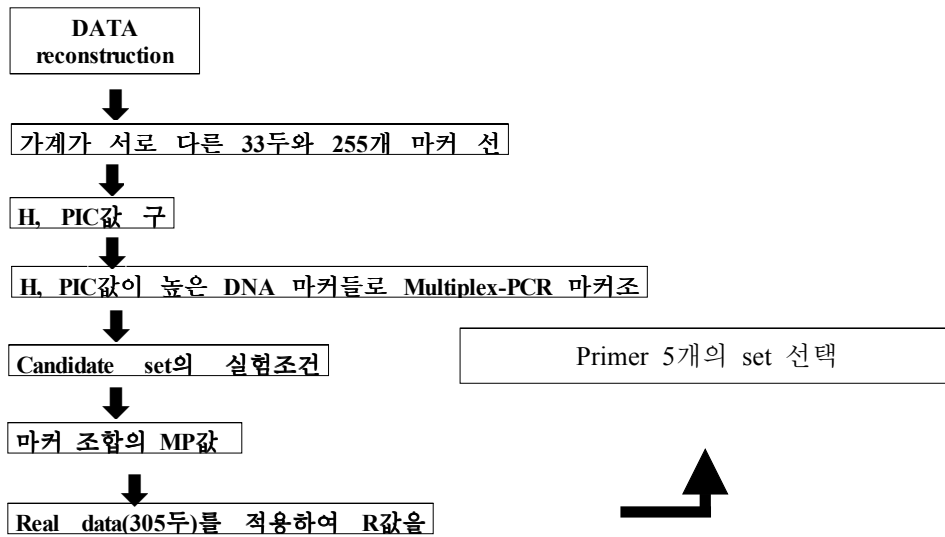 DATA
reconstruction
가계가 서로 다른 33두와 255개 마커 선
H, PIC값 구
H, PIC값이 높은 DNA 마커들로 Multiplex-PCR 마커조
Candidate set의 실험조건
마커 조합의 MP값
Real data(305두)를 적용하여 R값을
Primer 5개의 set 선택